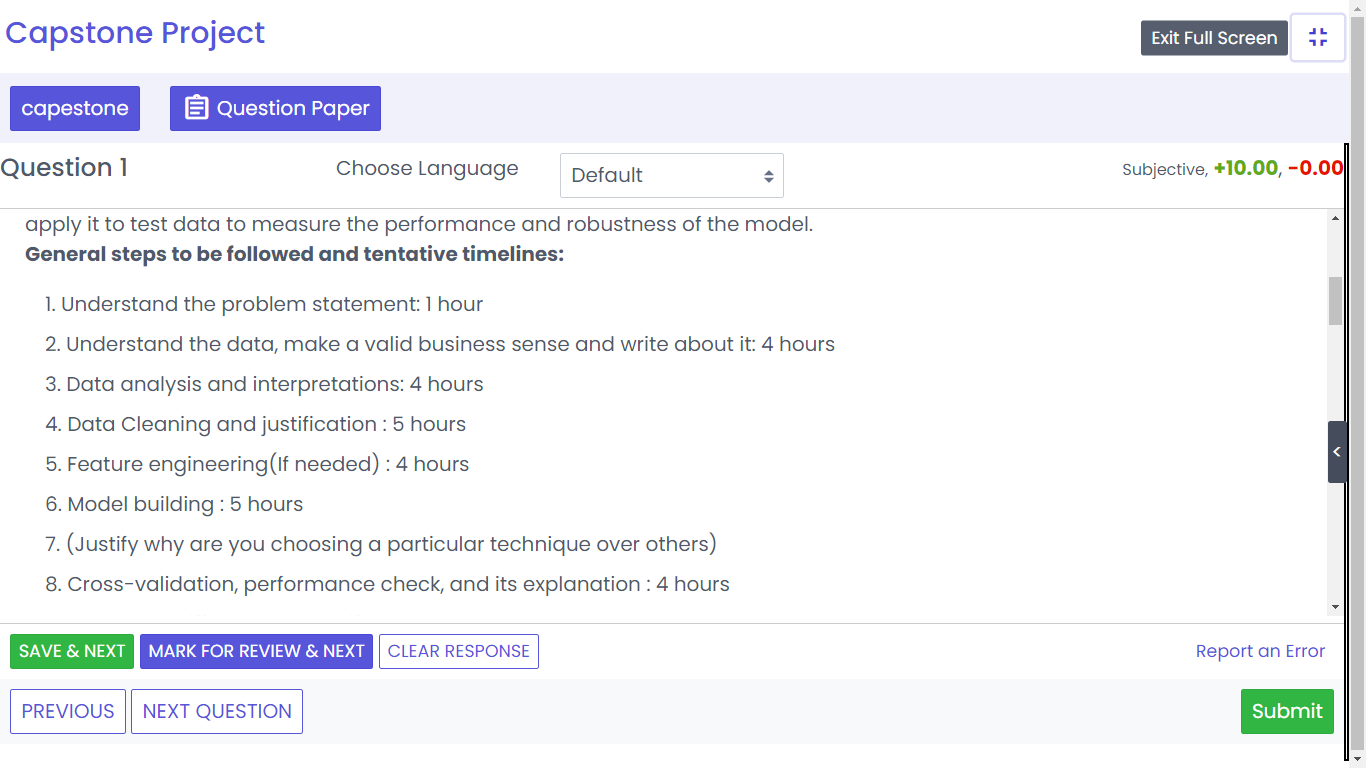 Capstone Project
Exit Full Screen
capestone
Question Paper
Question 1
Choose Language
Default
Subjective, +10.00, -0.00
apply it to test data to measure the performance and robustness of the model.
General steps to be followed and tentative timelines:
1. Understand the problem statement: 1 hour
2. Understand the data, make a valid business sense and write about it: 4 hours
3. Data analysis and interpretations: 4 hours
4. Data Cleaning and justification : 5 hours
5. Feature engineering(If needed) : 4 hours
6. Model building : 5 hours
7. (Justify why are you choosing a particular technique over others)
8. Cross-validation, performance check, and its explanation : 4 hours
SAVE & NEXT
MARK FOR REVIEW & NEXT
CLEAR RESPONSE
Report an Error
PREVIOUS
NEXT QUESTION
Submit